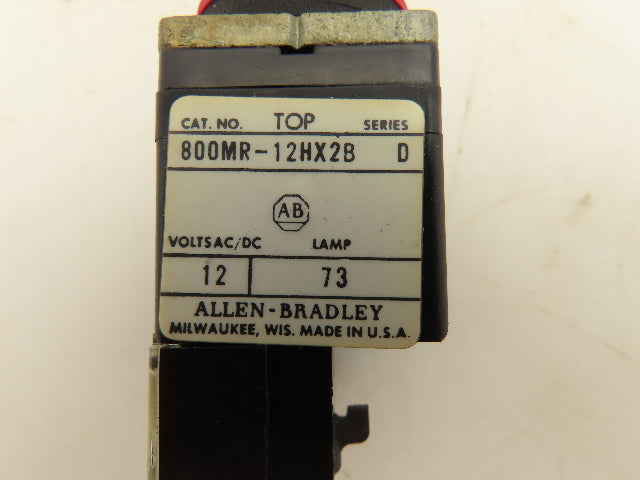 CAT. NO. TOP SERIES
800MR-12HX2B D
AB
VOLTS AC/DC LAMP
12 73
ALLEN-BRADLEY
MILWAUKEE, WIS. MADE IN U.S.A.